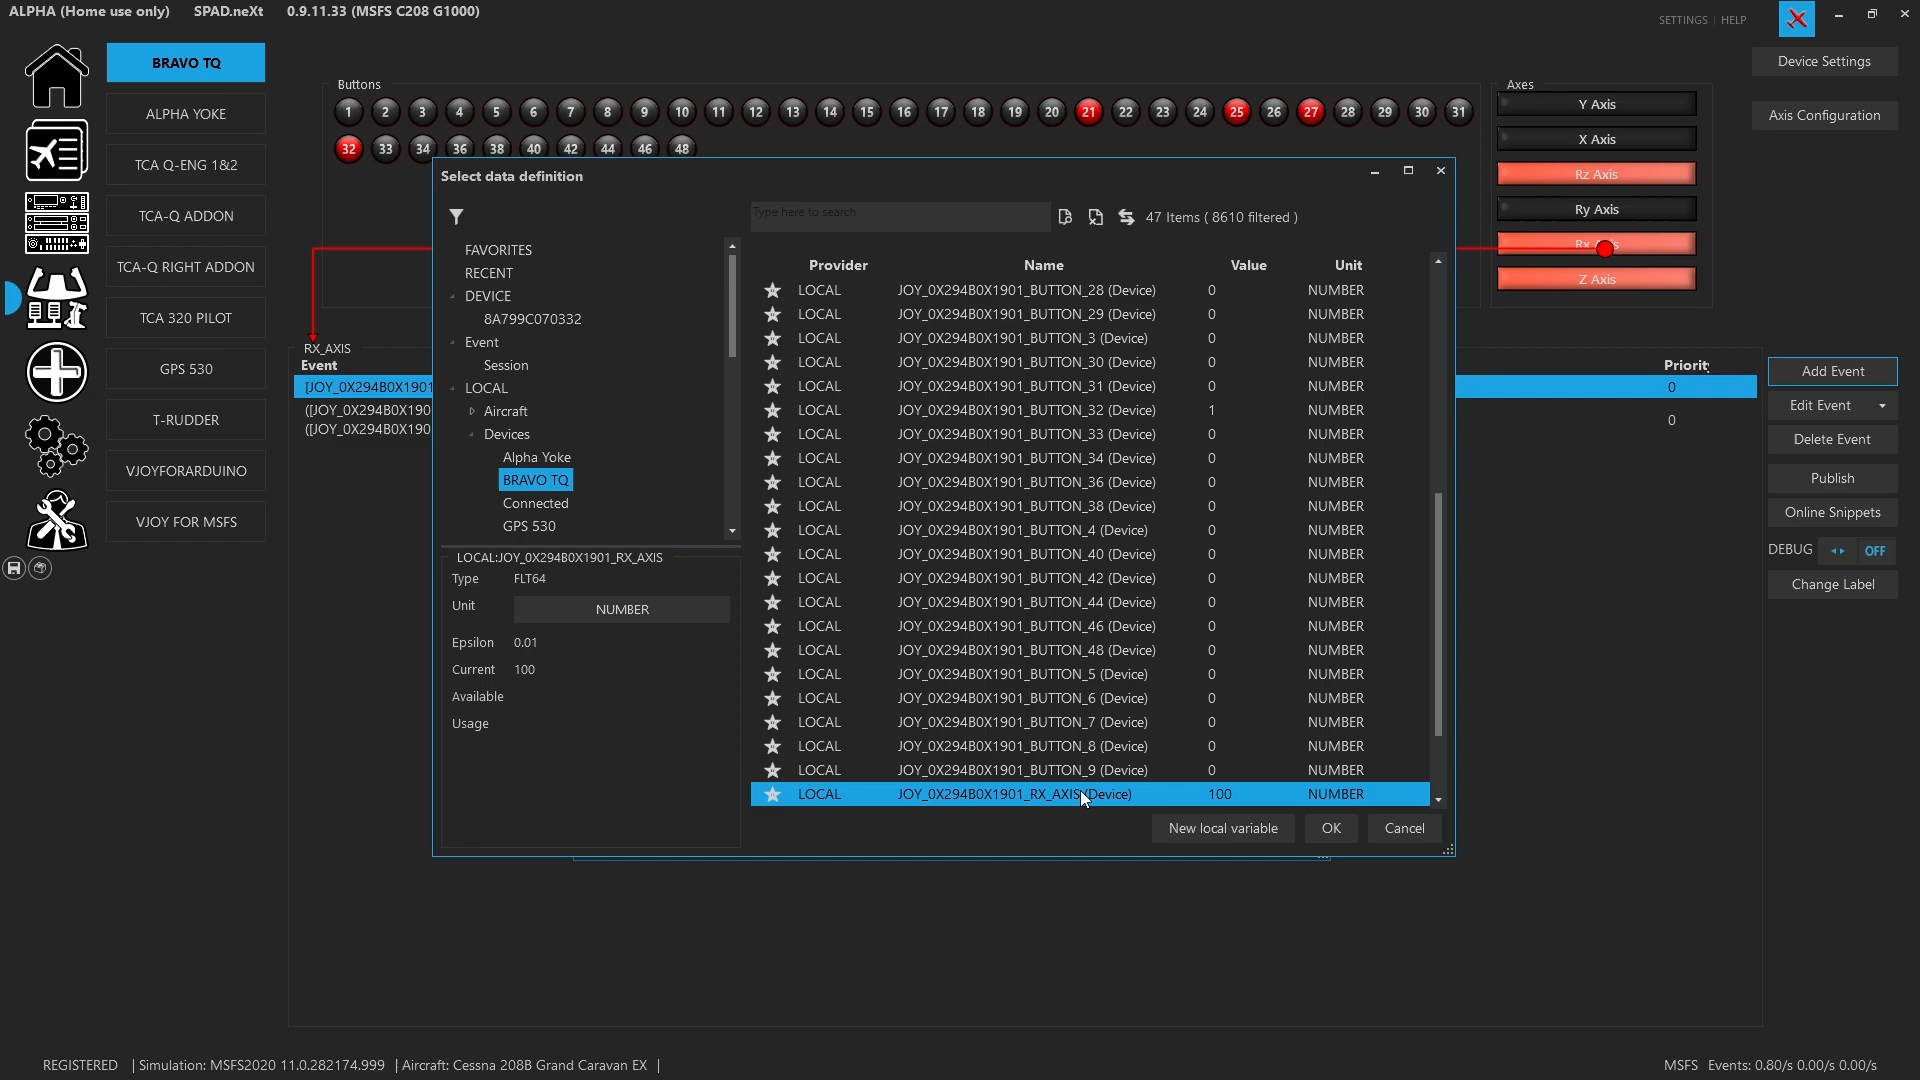 ALPHA (Home use only) SPAD.neXt 0.9.11.33 (MSFS C208 G1000)
SETTINGS | HELP
BRAVO TQ
ALPHA YOKE
TCA Q-ENG 1&2
TCA-Q ADDON
TCA-Q RIGHT ADDON
TCA 320 PILOT
GPS 530
T-RUDDER
VJOYFORARDUINO
VJOY FOR MSFS
Buttons
1 2 3 4 5 6 7 8 9 10 11 12 13 14 15 16 17 18 19 20 21 22 23 24 25 26 27 28 29 30 31
32 33 34 36 38 40 42 44 46 48
Axes
Y Axis
X Axis
Rz Axis
Ry Axis
Z Axis
Device Settings
Axis Configuration
RX_AXIS
Event
Priority
[JOY_0X294B0X1901
0
([JOY_0X294B0X190
0
([JOY_0X294B0X190
Add Event
Edit Event
Delete Event
Publish
Online Snippets
DEBUG OFF
Change Label
Select data definition
Type here to search
47 Items ( 8610 filtered )
FAVORITES
RECENT
DEVICE
8A799C070332
Event
Session
LOCAL
Aircraft
Devices
Alpha Yoke
BRAVO TQ
Connected
GPS 530
LOCAL:JOY_0X294B0X1901_RX_AXIS
Type FLT64
Unit NUMBER
Epsilon 0.01
Current 100
Available
Usage
Provider Name Value Unit
LOCAL JOY_0X294B0X1901_BUTTON_28 (Device) 0 NUMBER
LOCAL JOY_0X294B0X1901_BUTTON_29 (Device) 0 NUMBER
LOCAL JOY_0X294B0X1901_BUTTON_3 (Device) 0 NUMBER
LOCAL JOY_0X294B0X1901_BUTTON_30 (Device) 0 NUMBER
LOCAL JOY_0X294B0X1901_BUTTON_31 (Device) 0 NUMBER
LOCAL JOY_0X294B0X1901_BUTTON_32 (Device) 1 NUMBER
LOCAL JOY_0X294B0X1901_BUTTON_33 (Device) 0 NUMBER
LOCAL JOY_0X294B0X1901_BUTTON_34 (Device) 0 NUMBER
LOCAL JOY_0X294B0X1901_BUTTON_36 (Device) 0 NUMBER
LOCAL JOY_0X294B0X1901_BUTTON_38 (Device) 0 NUMBER
LOCAL JOY_0X294B0X1901_BUTTON_4 (Device) 0 NUMBER
LOCAL JOY_0X294B0X1901_BUTTON_40 (Device) 0 NUMBER
LOCAL JOY_0X294B0X1901_BUTTON_42 (Device) 0 NUMBER
LOCAL JOY_0X294B0X1901_BUTTON_44 (Device) 0 NUMBER
LOCAL JOY_0X294B0X1901_BUTTON_46 (Device) 0 NUMBER
LOCAL JOY_0X294B0X1901_BUTTON_48 (Device) 0 NUMBER
LOCAL JOY_0X294B0X1901_BUTTON_5 (Device) 0 NUMBER
LOCAL JOY_0X294B0X1901_BUTTON_6 (Device) 0 NUMBER
LOCAL JOY_0X294B0X1901_BUTTON_7 (Device) 0 NUMBER
LOCAL JOY_0X294B0X1901_BUTTON_8 (Device) 0 NUMBER
LOCAL JOY_0X294B0X1901_BUTTON_9 (Device) 0 NUMBER
LOCAL JOY_0X294B0X1901_RX_AXIS (Device) 100 NUMBER
New local variable OK Cancel
REGISTERED | Simulation: MSFS2020 11.0.282174.999 | Aircraft: Cessna 208B Grand Caravan EX |
MSFS Events: 0.80/s 0.00/s 0.00/s